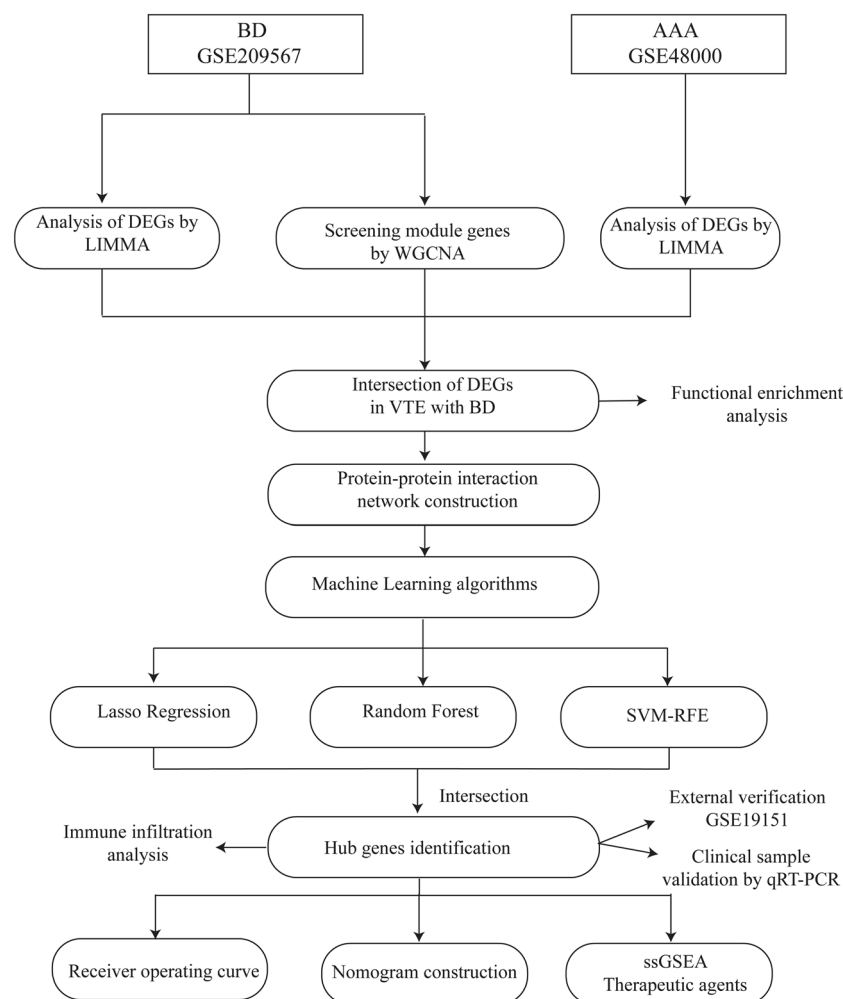 BD
GSE209567
AAA
GSE48000
Analysis of DEGs by
LIMMA
Screening module genes
by WGCNA
Analysis of DEGs by
LIMMA
Intersection of DEGs
in VTE with BD
Functional enrichment
analysis
Protein-protein interaction
network construction
Machine Learning algorithms
Lasso Regression
Random Forest
SVM-RFE
Intersection
External verification
GSE19151
Immune infiltration
analysis
Hub genes identification
Clinical sample
validation by qRT-PCR
Receiver operating curve
Nomogram construction
ssGSEA
Therapeutic agents